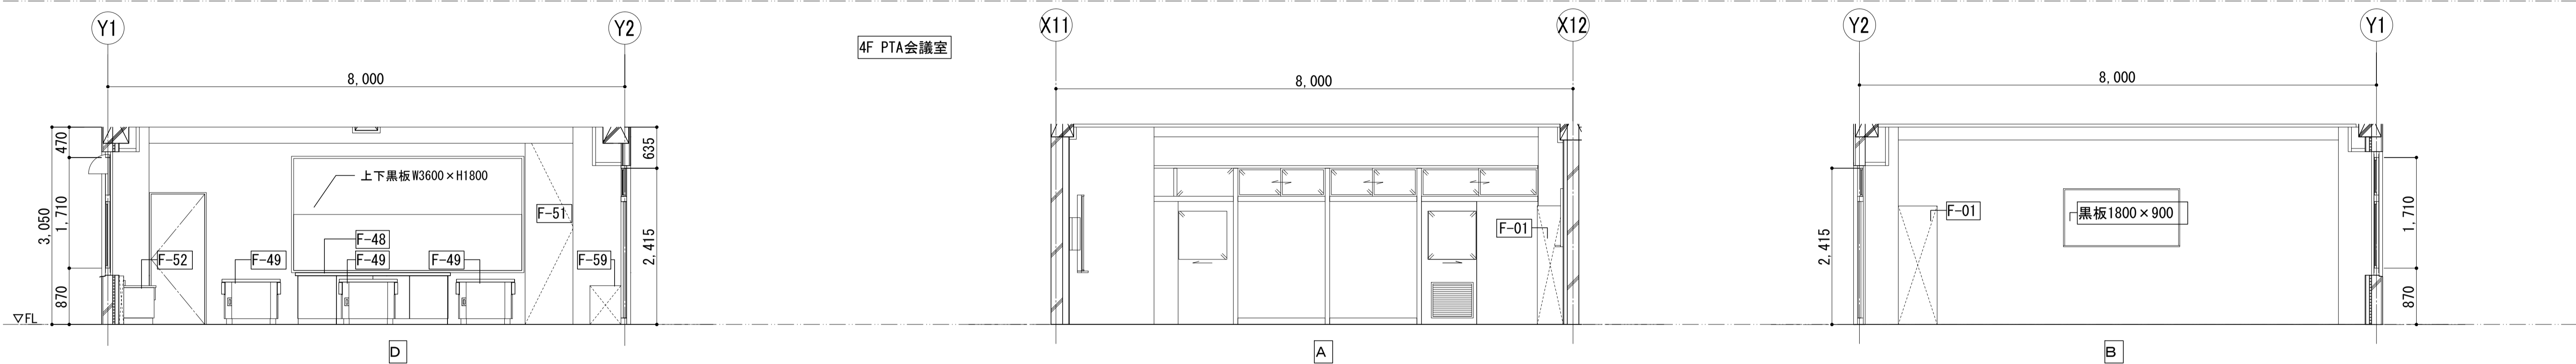 Y1
Y2
8,000
470
1,710
3,050
870
▽FL
635
2,415
上下黒板W3600×H1800
F-51
F-48
F-52
F-49
F-49
F-49
F-59
D
4F PTA会議室
X11
X12
8,000
F-01
A
Y2
Y1
8,000
2,415
F-01
黒板1800×900
1,710
870
B